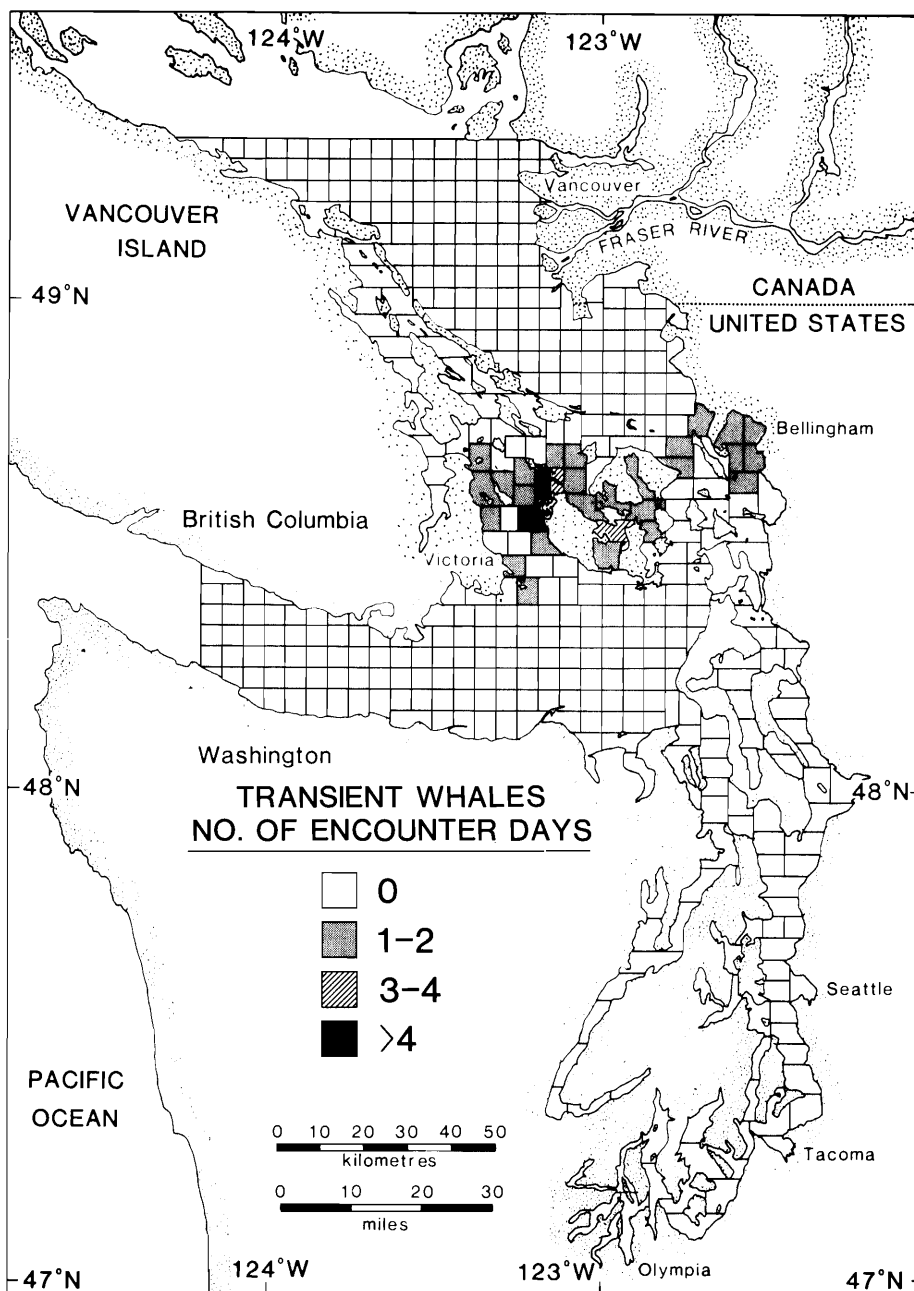 124°W 123°W
Vancouver
VANCOUVER
ISLAND
FRASER RIVER
49°N
CANADA
UNITED STATES
Bellingham
British Columbia
Victoria
Washington
48°N 48°N
TRANSIENT WHALES
NO. OF ENCOUNTER DAYS
0
1-2
3-4
>4
Seattle
PACIFIC
OCEAN
0 10 20 30 40 50
kilometres
0 10 20 30
miles
Tacoma
Olympia
124°W 123°W
47°N 47°N